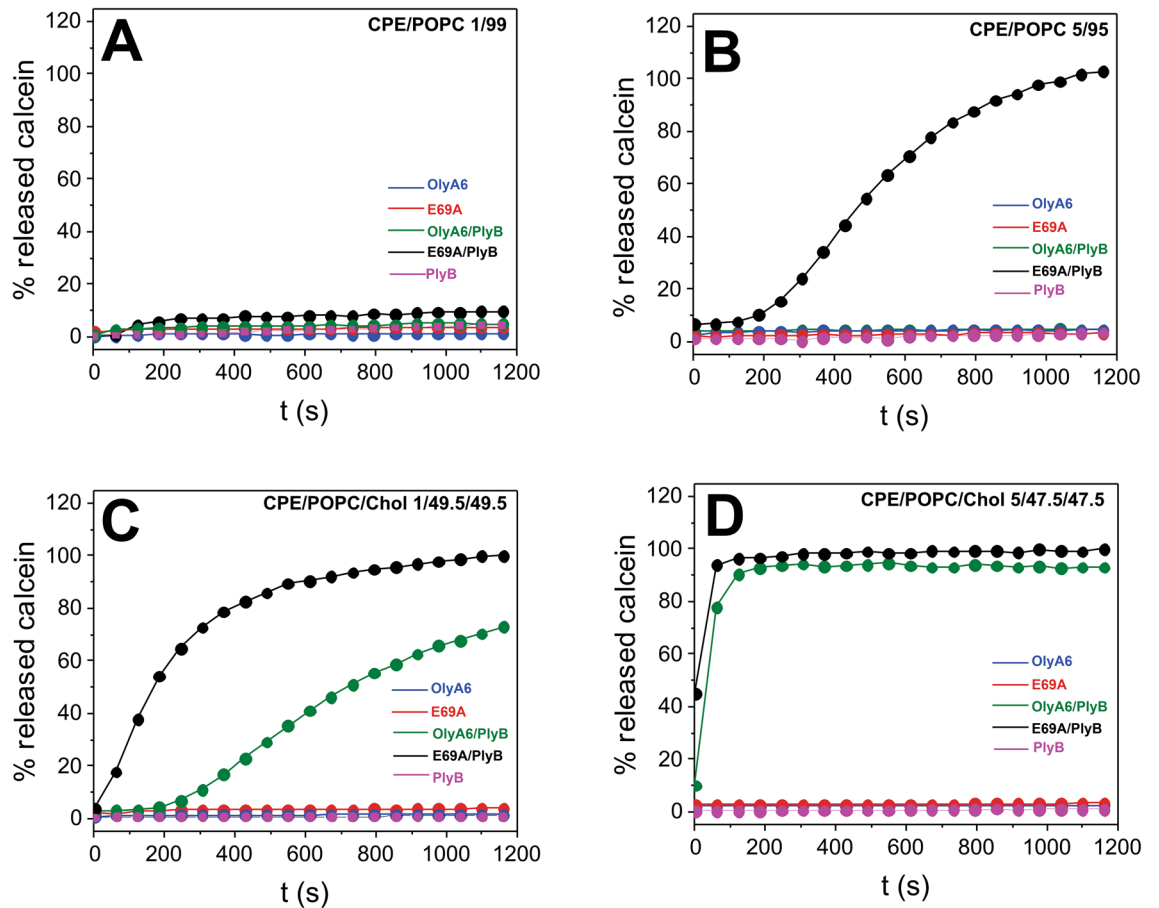 A
CPE/POPC 1/99
% released calcein
120
100
80
60
40
20
0
OlyA6
E69A
OlyA6/PlyB
E69A/PlyB
PlyB
0 200 400 600 800 1000 1200
t (s)
B
CPE/POPC 5/95
% released calcein
120
100
80
60
40
20
0
OlyA6
E69A
OlyA6/PlyB
E69A/PlyB
PlyB
0 200 400 600 800 1000 1200
t (s)
C
CPE/POPC/Chol 1/49.5/49.5
% released calcein
120
100
80
60
40
20
0
OlyA6
E69A
OlyA6/PlyB
E69A/PlyB
PlyB
0 200 400 600 800 1000 1200
t (s)
D
CPE/POPC/Chol 5/47.5/47.5
% released calcein
120
100
80
60
40
20
0
OlyA6
E69A
OlyA6/PlyB
E69A/PlyB
PlyB
0 200 400 600 800 1000 1200
t (s)